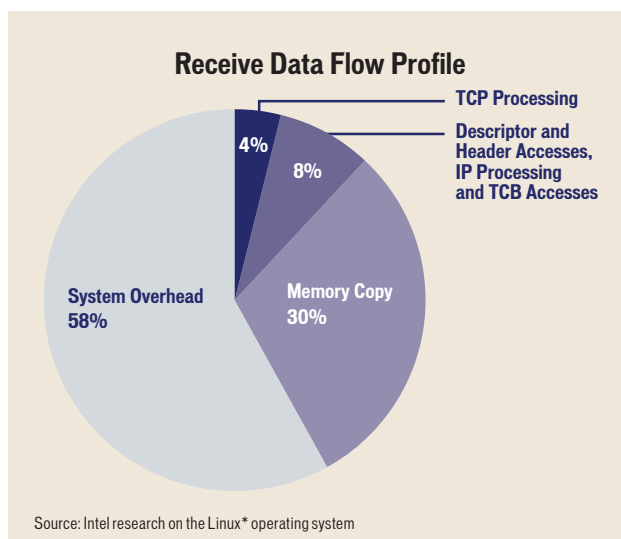 Receive Data Flow Profile
TCP Processing
4%
Descriptor and
Header Accesses,
IP Processing
and TCB Accesses
8%
Memory Copy
30%
System Overhead
58%
Source: Intel research on the Linux* operating system